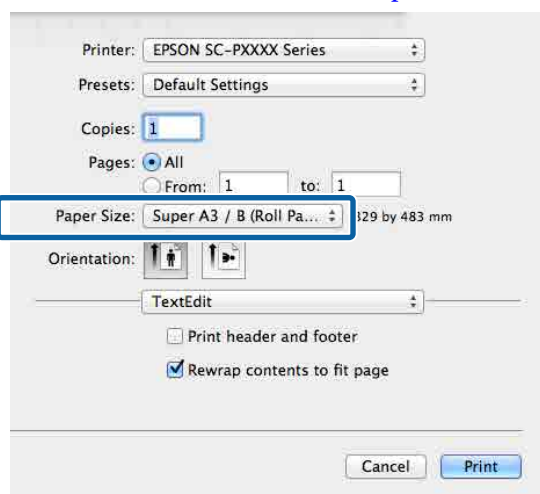 Printer: EPSON SC-PXXXX Series
Presets: Default Settings
Copies: 1
Pages: All
From: 1 to: 1
Paper Size: Super A3 / B (Roll Pa... 329 by 483 mm
Orientation:
TextEdit
Print header and footer
Rewrap contents to fit page
Cancel Print